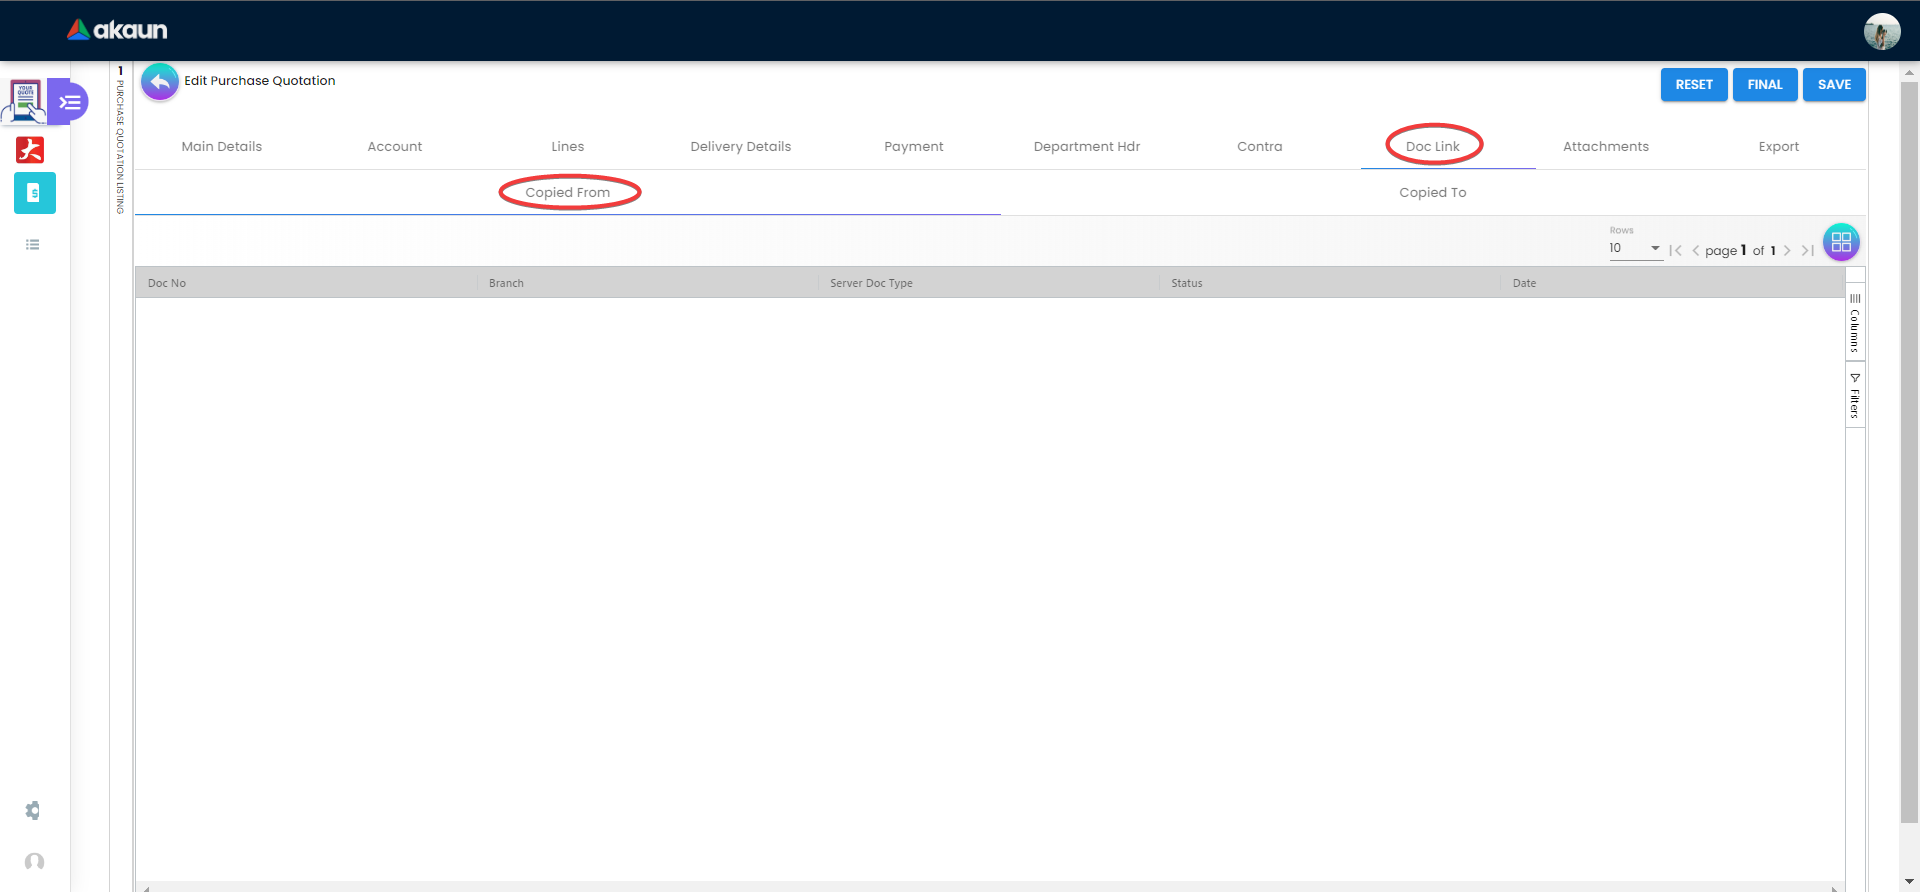 akaun
YOUR
QUOTE
1
PURCHASE QUOTATION LISTING
Edit Purchase Quotation
RESET
FINAL
SAVE
Main Details
Account
Lines
Delivery Details
Payment
Department Hdr
Contra
Doc Link
Attachments
Export
Copied From
Copied To
Rows
10
page 1 of 1
Doc No
Branch
Server Doc Type
Status
Date
Columns
Filters